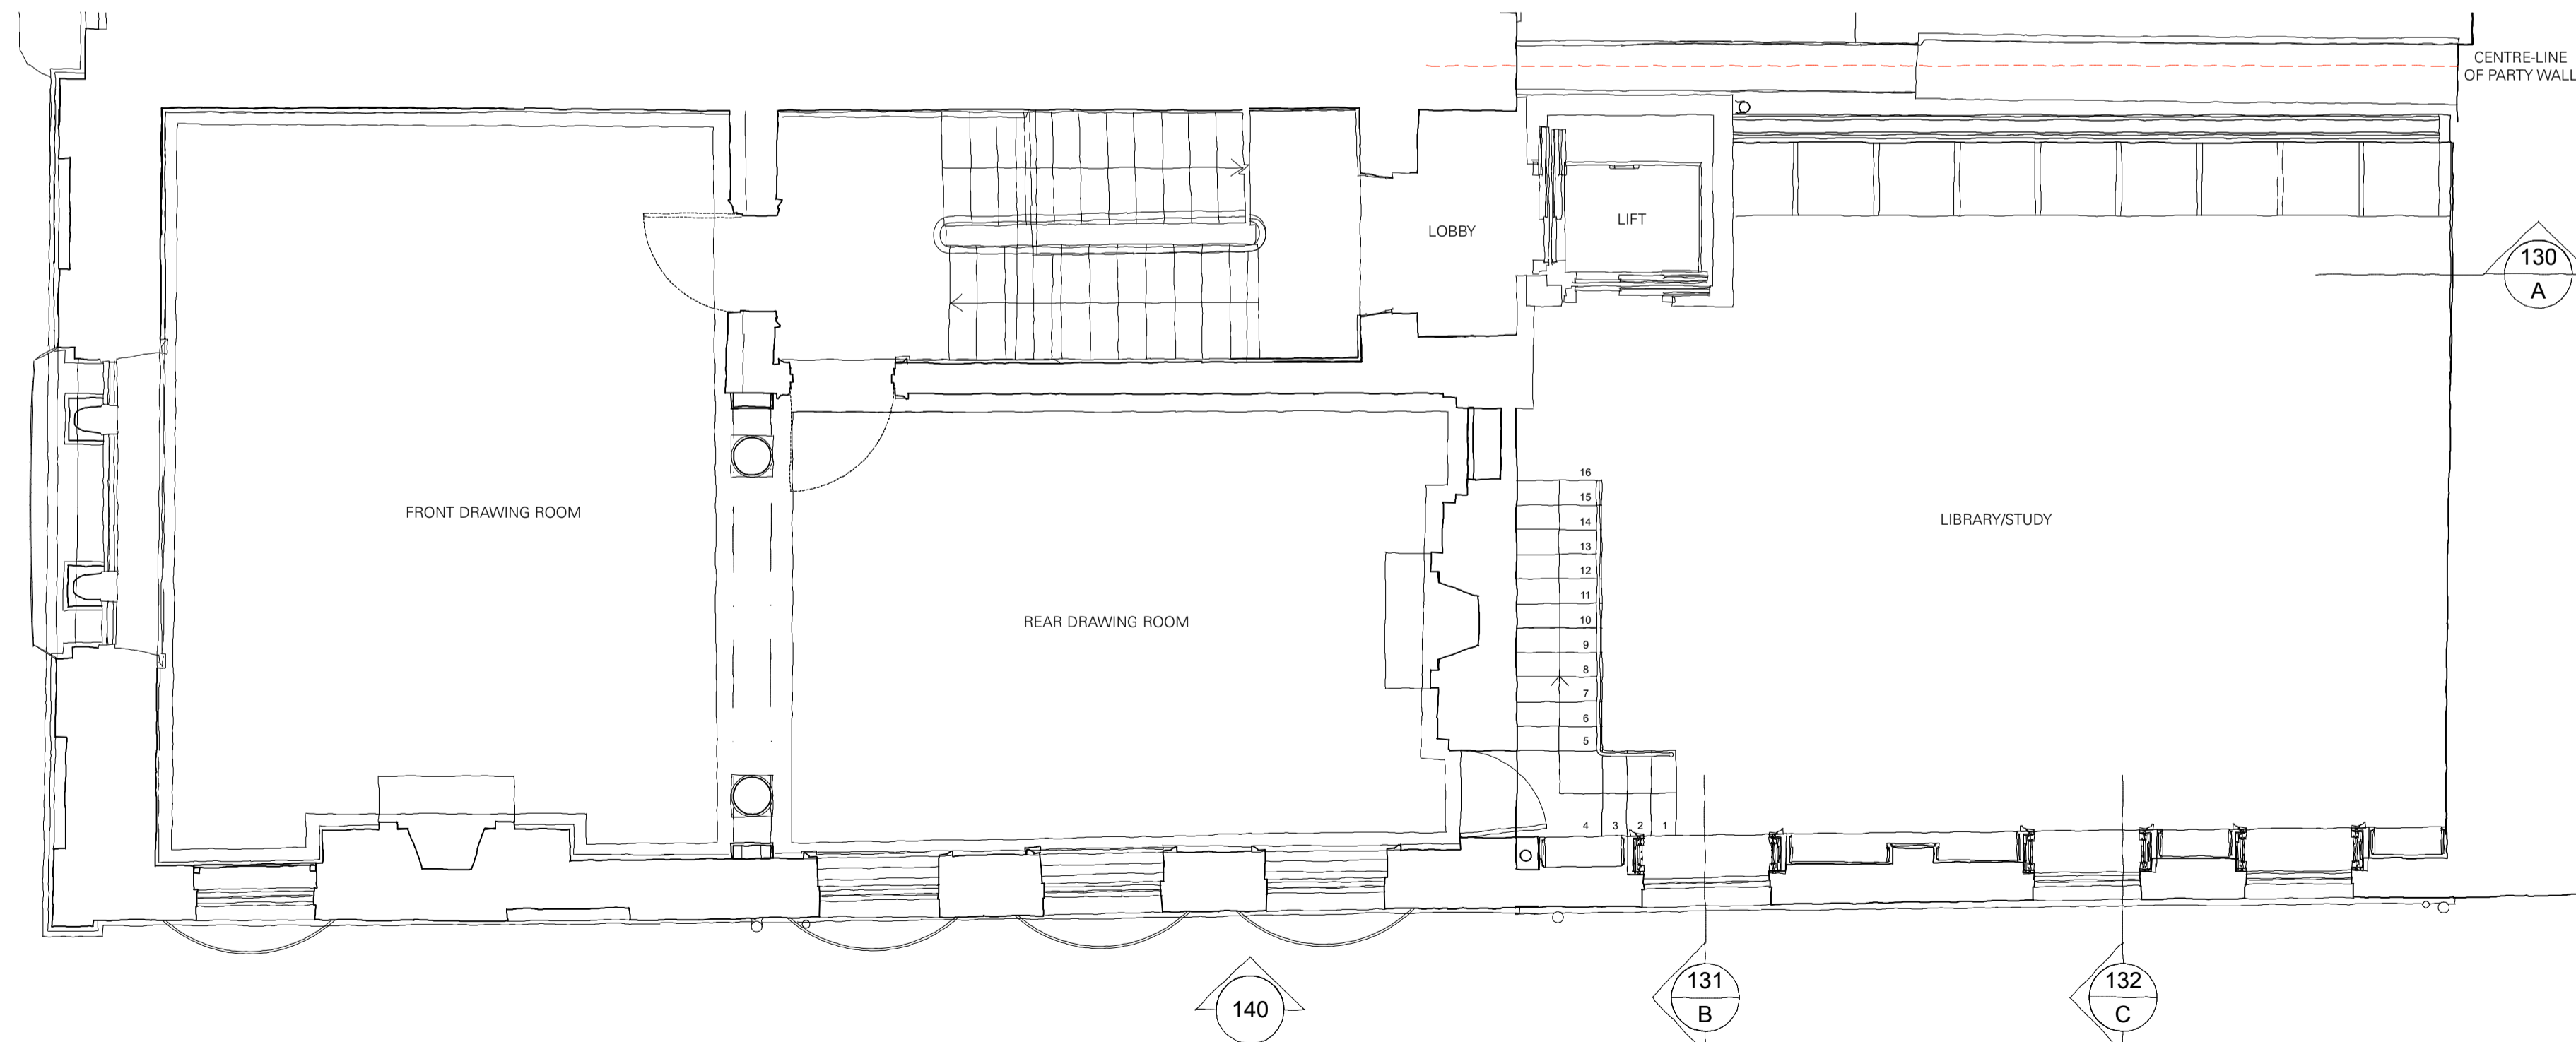 CENTRE-LINE
OF PARTY WALL
LOBBY
LIFT
130
A
FRONT DRAWING ROOM
REAR DRAWING ROOM
LIBRARY/STUDY
16
15
14
13
12
11
10
9
8
7
6
5
4 3 2 1
140
131
B
132
C